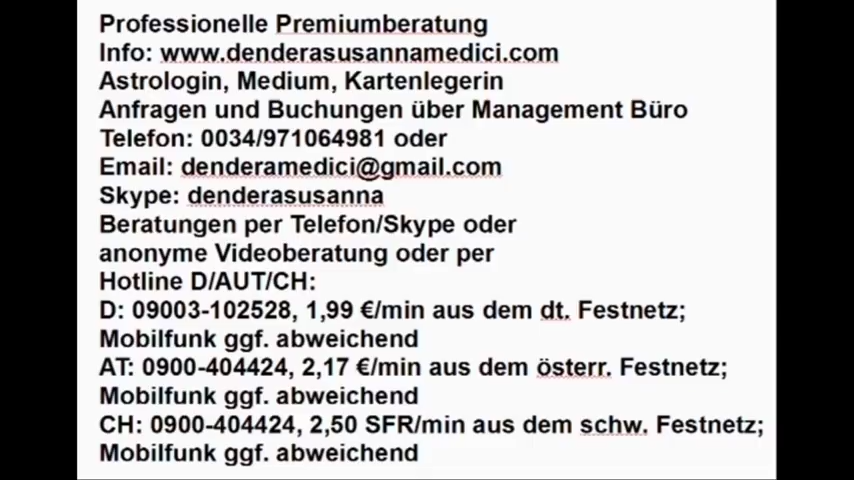 Professionelle Premiumberatung
Info: www.denderasusannamedici.com
Astrologin, Medium, Kartenlegerin
Anfragen und Buchungen über Management Büro
Telefon: 0034/971064981 oder
Email: denderamedici@gmail.com
Skype: denderasusanna
Beratungen per Telefon/Skype oder
anonyme Videoberatung oder per
Hotline D/AUT/CH:
D: 09003-102528, 1,99 €/min aus dem dt. Festnetz;
Mobilfunk ggf. abweichend
AT: 0900-404424, 2,17 €/min aus dem österr. Festnetz;
Mobilfunk ggf. abweichend
CH: 0900-404424, 2,50 SFR/min aus dem schw. Festnetz;
Mobilfunk ggf. abweichend